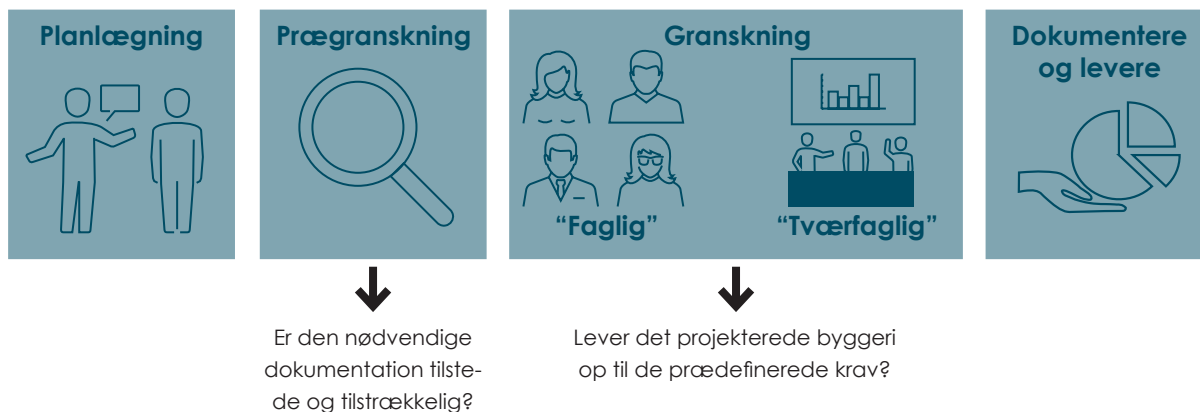 Planlægning
Prægranskning
Granskning
Dokumentere
og levere
“Faglig”
“Tværfaglig”
Er den nødvendige
dokumentation tilste-
de og tilstrækkelig?
Lever det projekterede byggeri
op til de prædefinerede krav?